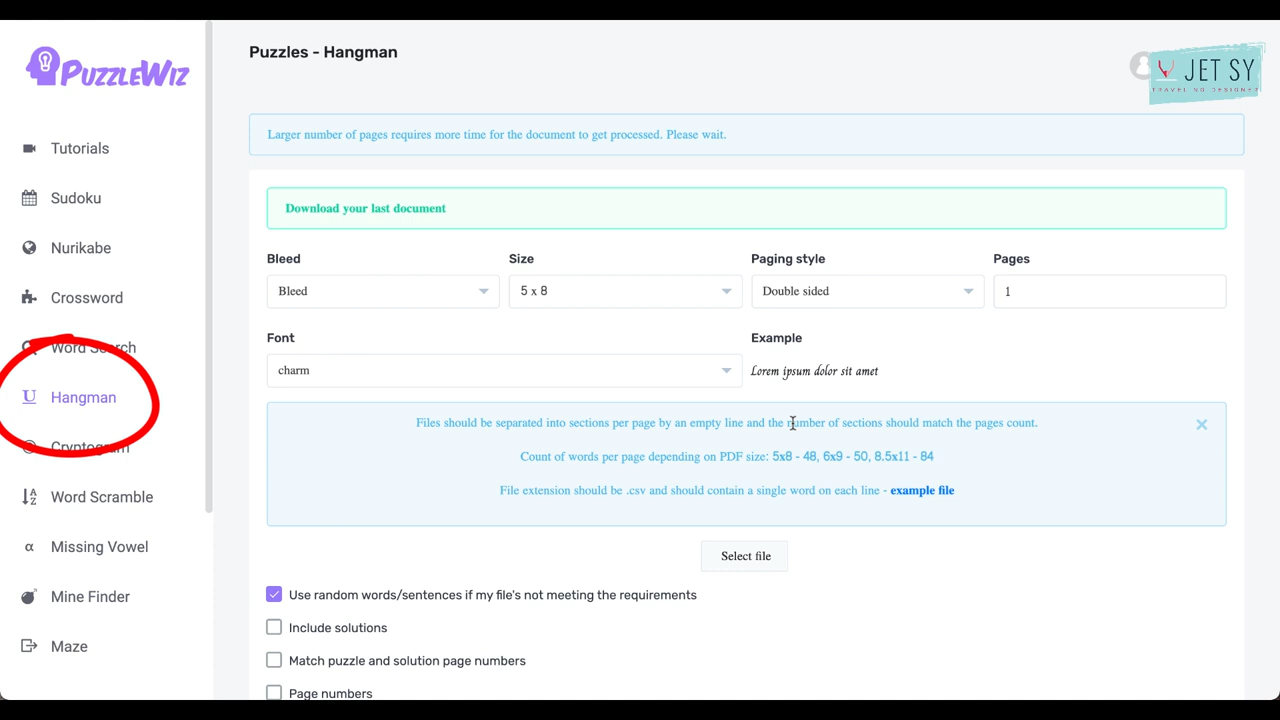 PUZZLEWIZ
Tutorials
Sudoku
Nurikabe
Crossword
Word Search
Hangman
Cryptogram
Word Scramble
Missing Vowel
Mine Finder
Maze
Puzzles - Hangman
JET SY
TRAVELING DESIGNER
Larger number of pages requires more time for the document to get processed. Please wait.
Download your last document
Bleed Size Paging style Pages
Bleed 5 x 8 Double sided 1
Font Example
charm Lorem ipsum dolor sit amet
Files should be separated into sections per page by an empty line and the number of sections should match the pages count.
Count of words per page depending on PDF size: 5x8 - 48, 6x9 - 50, 8.5x11 - 84
File extension should be .csv and should contain a single word on each line - example file
Select file
Use random words/sentences if my file's not meeting the requirements
Include solutions
Match puzzle and solution page numbers
Page numbers